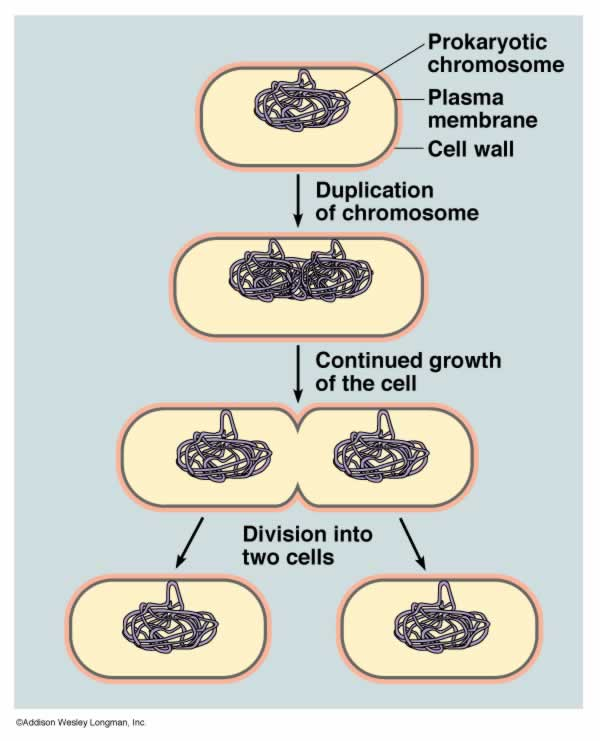 Prokaryotic
chromosome
Plasma
membrane
Cell wall
Duplication
of chromosome
Continued growth
of the cell
Division into
two cells
©Addison Wesley Longman, Inc.